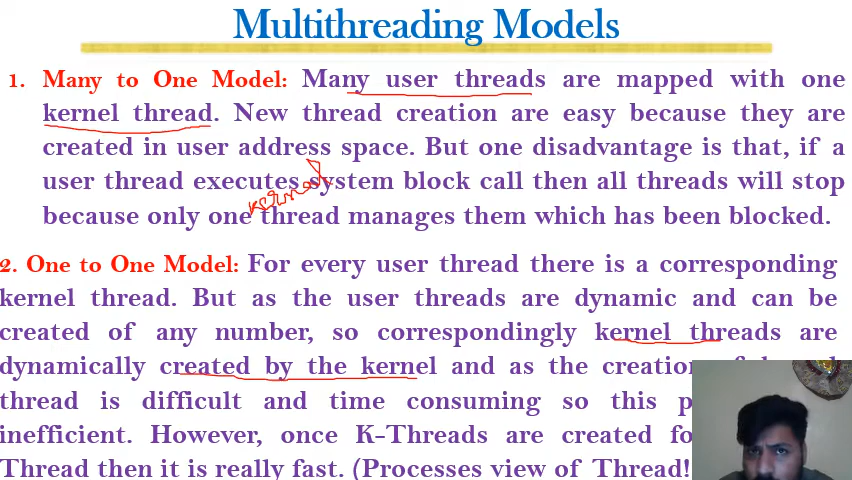 Multithreading Models
1. Many to One Model: Many user threads are mapped with one
kernel thread. New thread creation are easy because they are
created in user address space. But one disadvantage is that, if a
user thread executes system block call then all threads will stop
kernel
because only one thread manages them which has been blocked.
2. One to One Model: For every user thread there is a corresponding
kernel thread. But as the user threads are dynamic and can be
created of any number, so correspondingly kernel threads are
dynamically created by the kernel and as the creation
thread is difficult and time consuming so this
inefficient. However, once K-Threads are created
Thread then it is really fast. (Processes view of Thread!